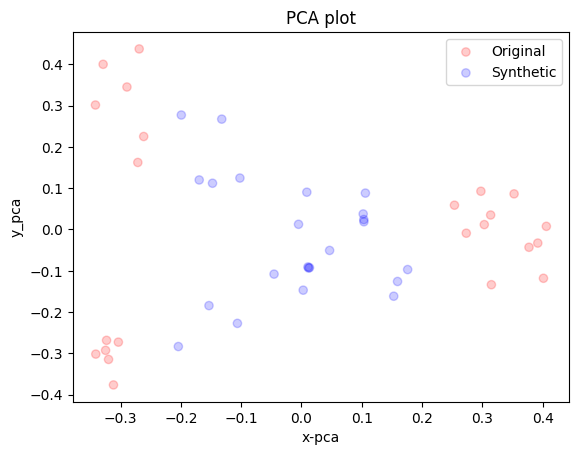 PCA plot
Original
Synthetic
y_pca
0.4
0.3
0.2
0.1
0.0
−0.1
−0.2
−0.3
−0.4
−0.3 −0.2 −0.1 0.0 0.1 0.2 0.3 0.4
x-pca